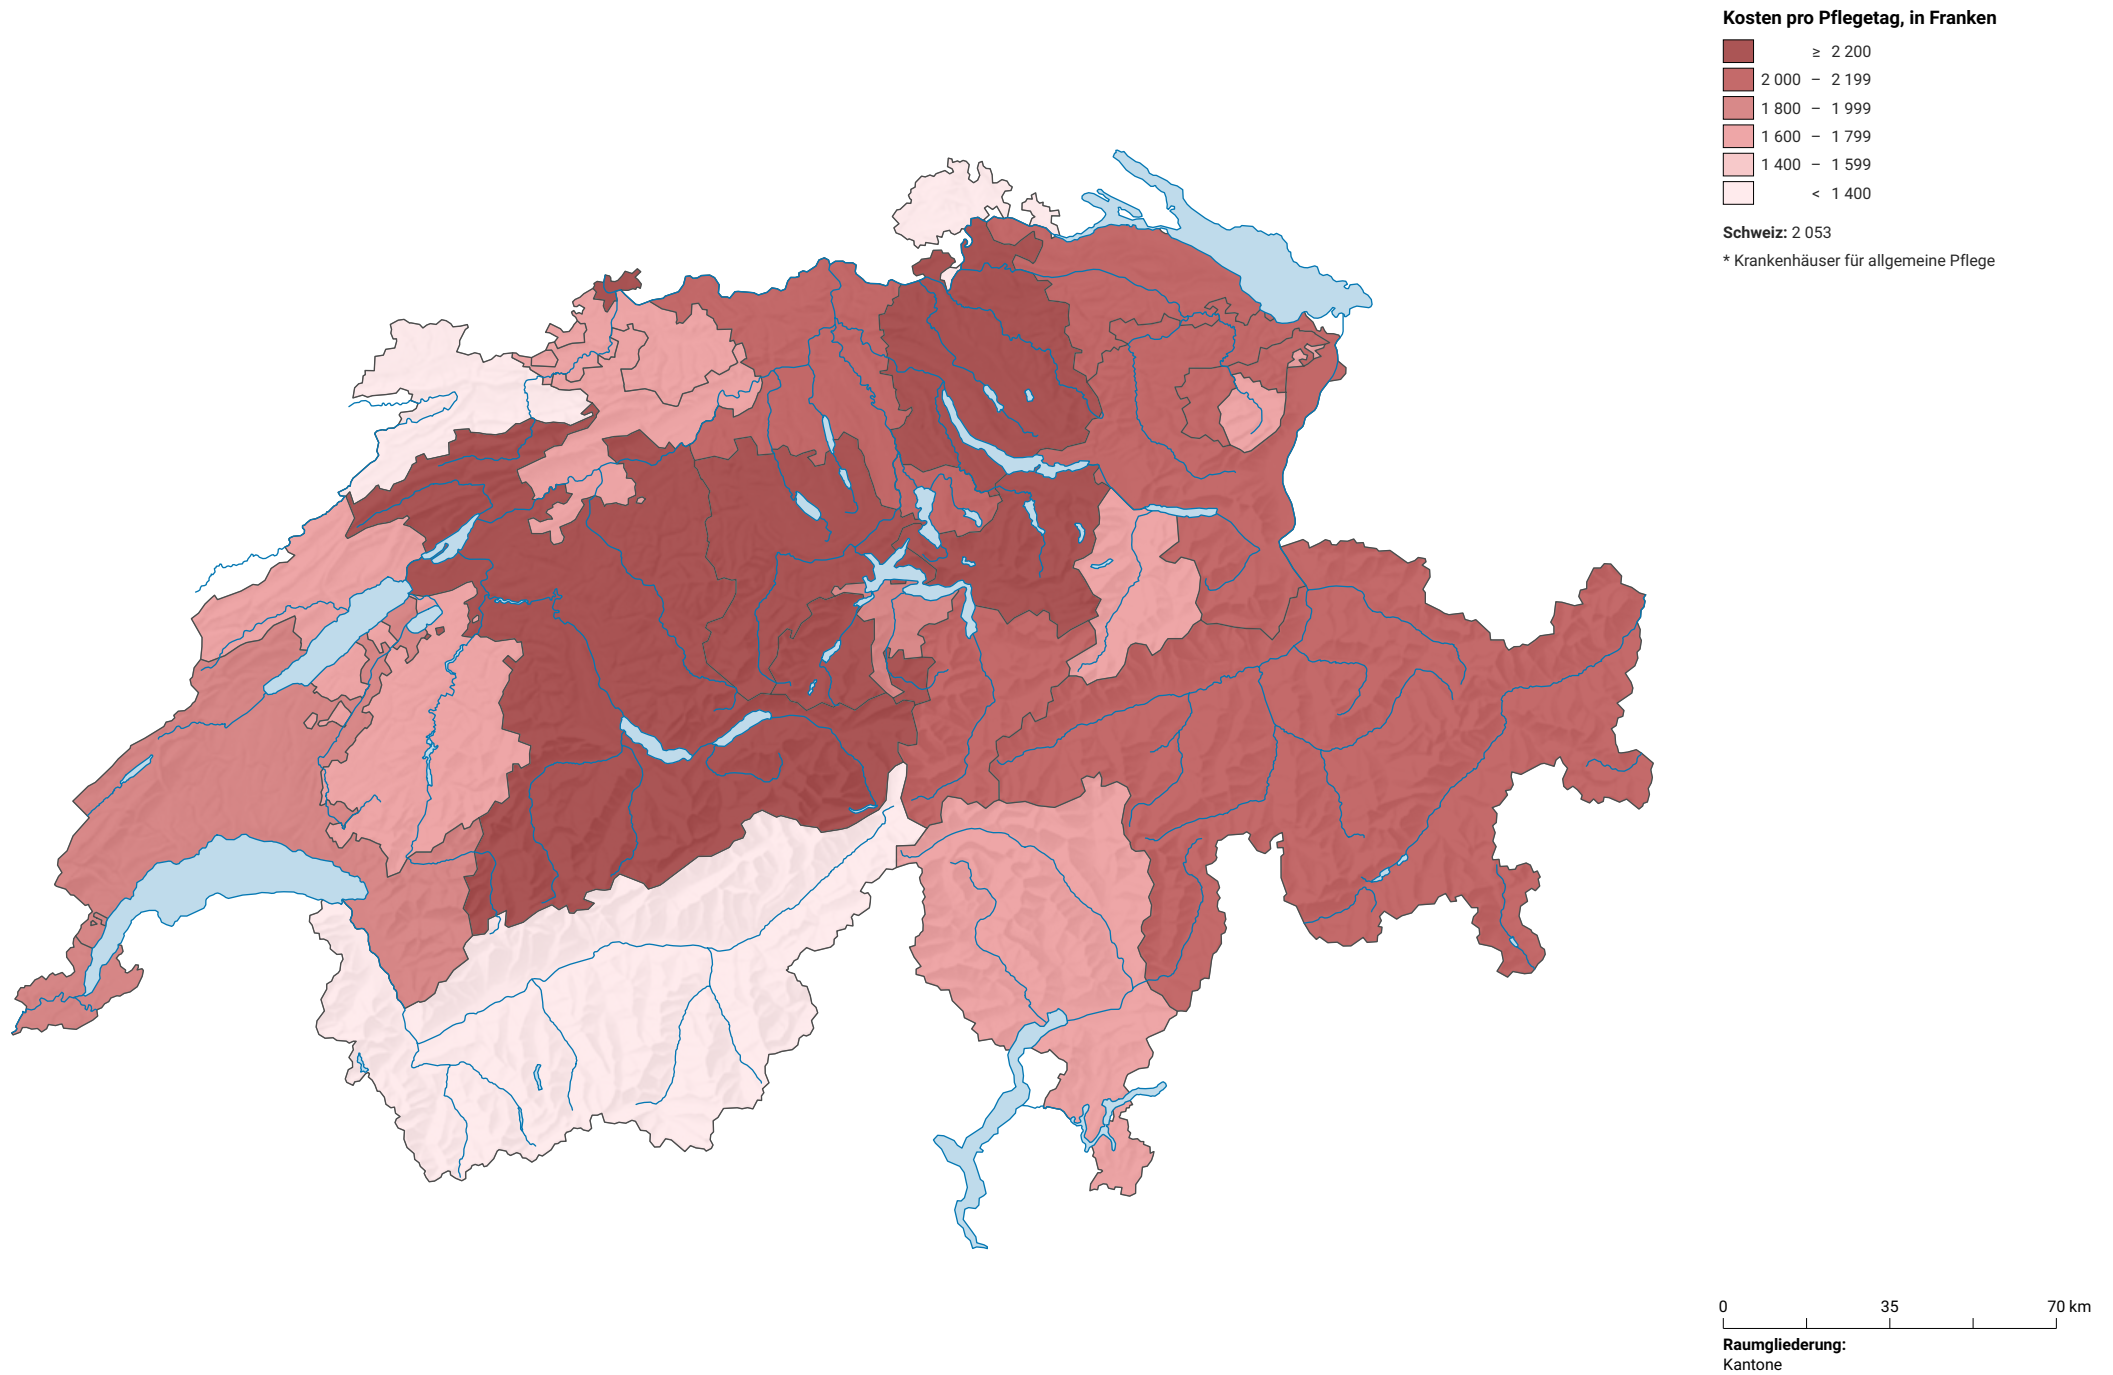 Kosten pro Pflegetag, in Franken
≥ 2 200
2 000 – 2 199
1 800 – 1 999
1 600 – 1 799
1 400 – 1 599
< 1 400
Schweiz: 2 053
* Krankenhäuser für allgemeine Pflege
0 35 70 km
Raumgliederung:
Kantone